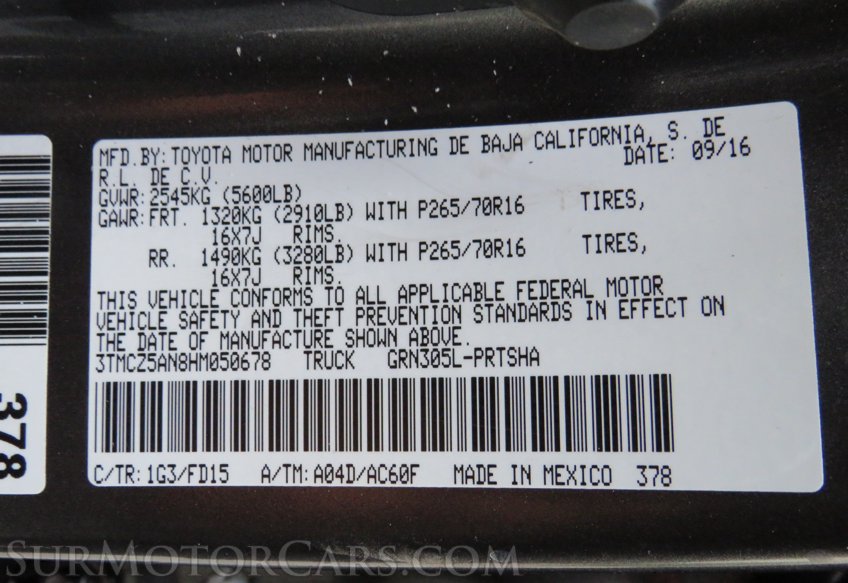 MFD.BY: TOYOTA MOTOR MANUFACTURING DE BAJA CALIFORNIA, S. DE
R.L. DE C.V. DATE: 09/16
GVWR: 2545KG (5600LB)
GAWR: FRT. 1320KG (2910LB) WITH P265/70R16 TIRES,
16X7J RIMS.
RR. 1490KG (3280LB) WITH P265/70R16 TIRES,
16X7J RIMS.
THIS VEHICLE CONFORMS TO ALL APPLICABLE FEDERAL MOTOR
VEHICLE SAFETY AND THEFT PREVENTION STANDARDS IN EFFECT ON
THE DATE OF MANUFACTURE SHOWN ABOVE.
3TMCZ5AN8HM050678 TRUCK GRN305L-PRTSHA
C/TR: 1G3/FD15 A/TM: A04D/AC60F MADE IN MEXICO 378
378
SurMotorCars.com